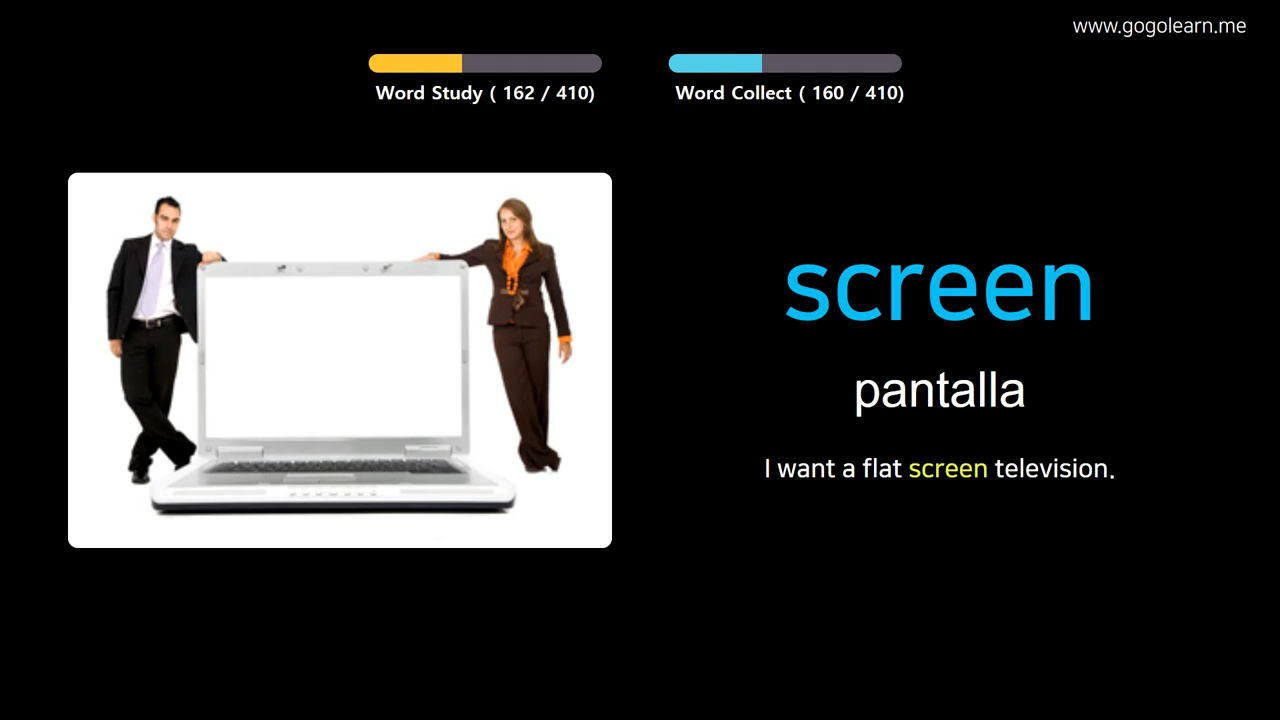 www.gogolearn.me
Word Study ( 162 / 410)
Word Collect ( 160 / 410)
screen
pantalla
I want a flat screen television.